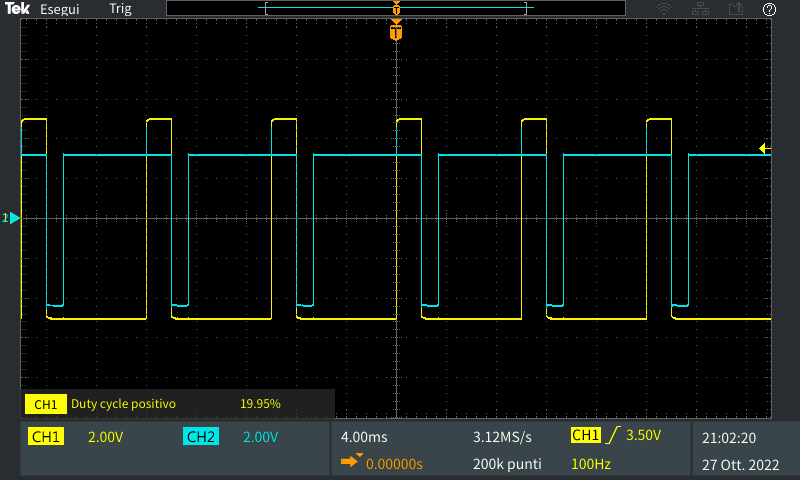 Tek Esegui Trig
T
T
CH1 Duty cycle positivo 19.95%
CH1 2.00V CH2 2.00V 4.00ms 3.12MS/s CH1 3.50V 21:02:20
0.00000s 200k punti 100Hz 27 Ott. 2022